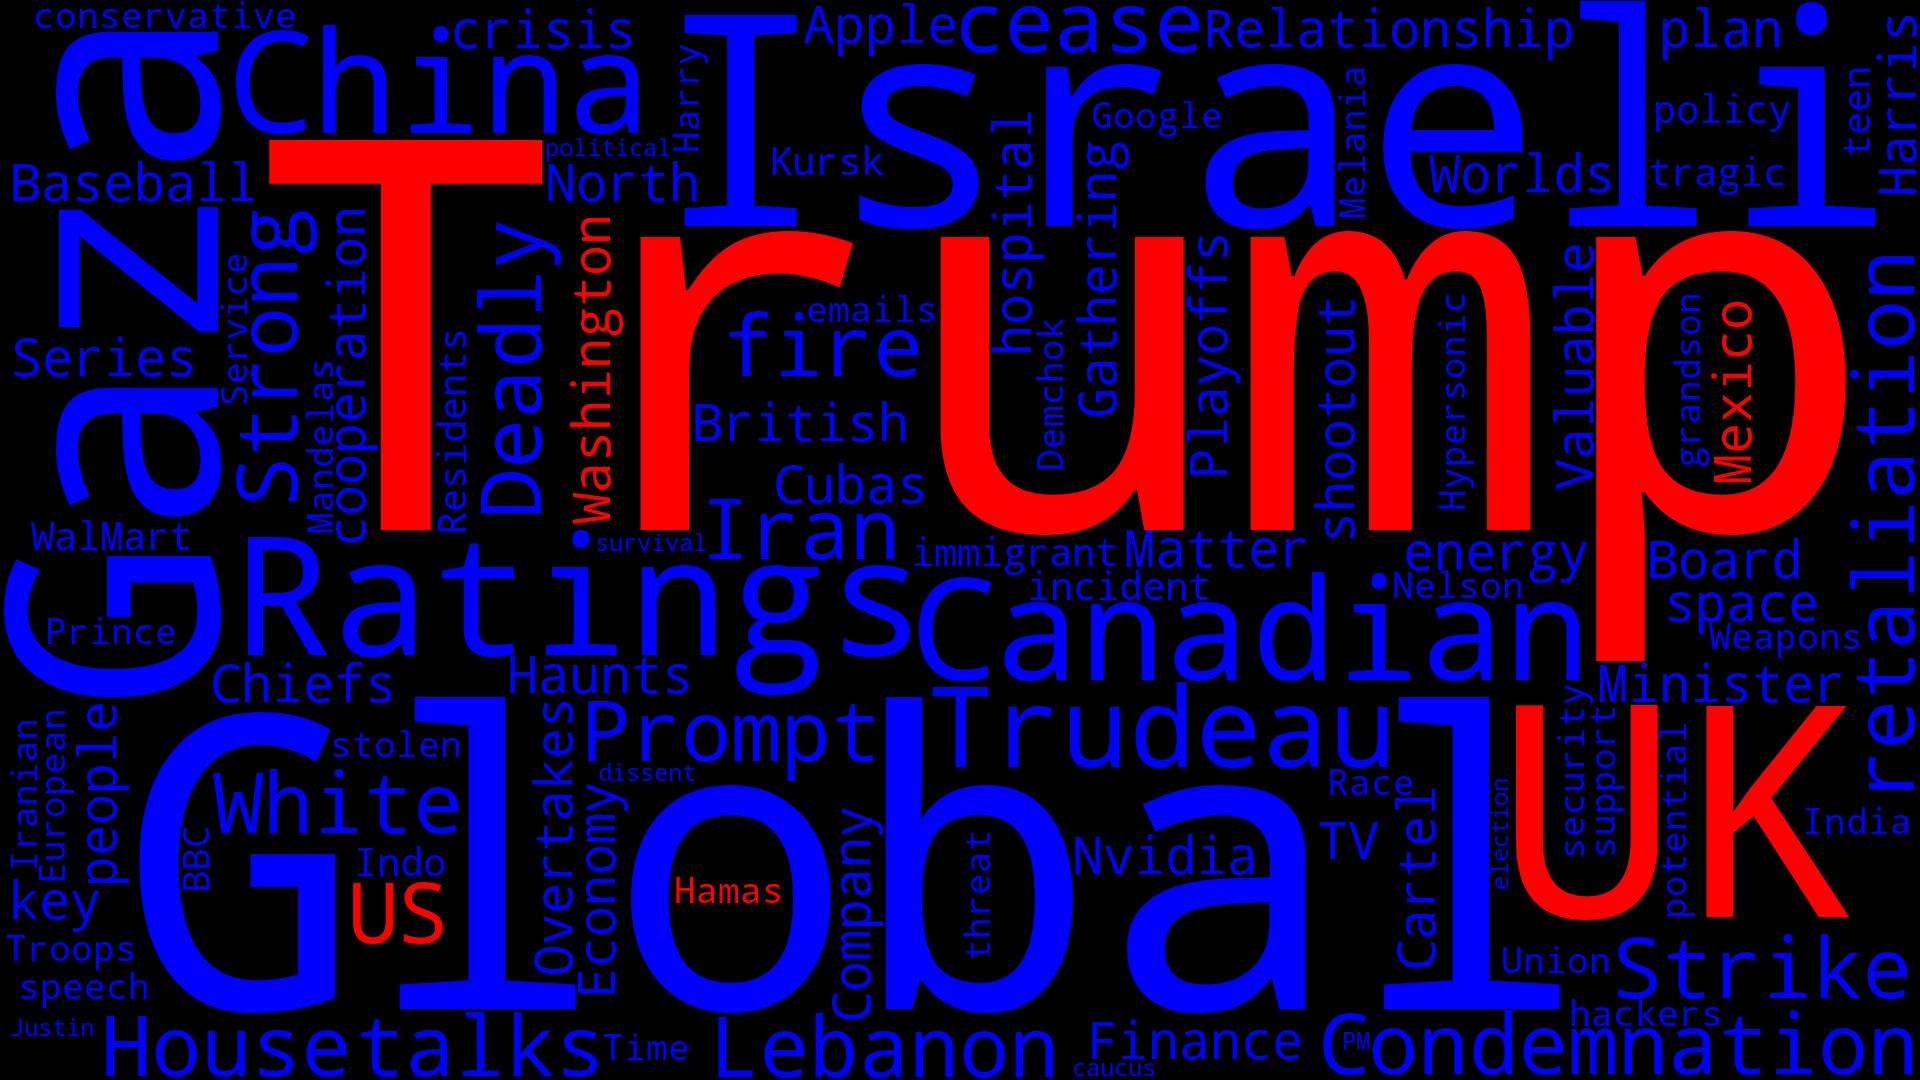 conservative
China
crisis
Harry
Apple
cease
Relationship
plan
Israeli
Gaza
Google
Melania
policy
teen
Harris
Baseball
political
North
Kursk
hospital
Gathering
Worlds
tragic
Trump
Series
Service
Strong
Mandelas
cooperation
Residents
Deadly
Washington
emails
fire
Demchok
Playoffs
shootout
Hypersonic
Valuable
grandson
Mexico
retaliation
British
Cubas
WalMart
Iran
survival
immigrant
Matter
energy
Board
Ratings
incident
Canadian
Nelson
space
Prince
Weapons
Chiefs
Haunts
Minister
Global
Iranian
European
people
stolen
Overtakes
Prompt
Trudeau
UK
security
support
potential
White
dissent
Race
Cartel
election
BBC
Indo
Economy
Company
threat
Nvidia
TV
India
key
US
Hamas
Troops
Union
Strike
speech
hackers
Justin
House
talks
Time
Lebanon
Finance
caucus
PM
Condemnation